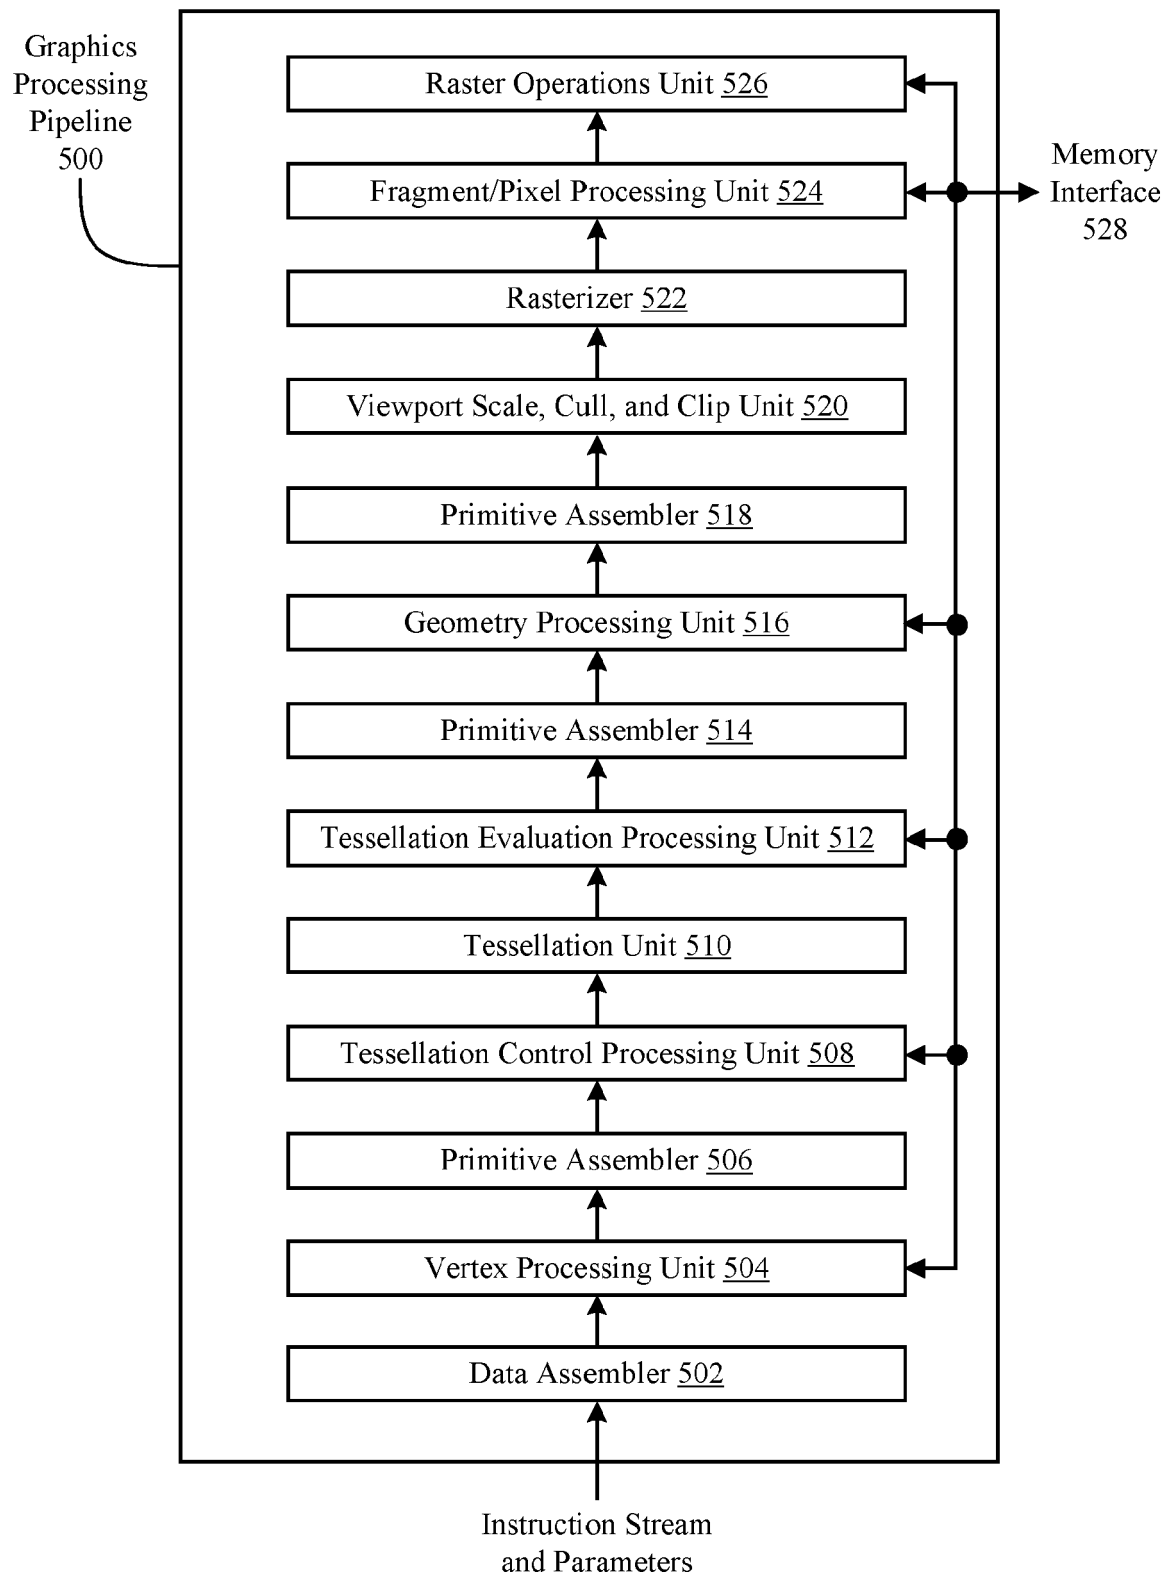 Graphics
Processing
Pipeline
500
Raster Operations Unit 526
Fragment/Pixel Processing Unit 524
Memory
Interface
528
Rasterizer 522
Viewport Scale, Cull, and Clip Unit 520
Primitive Assembler 518
Geometry Processing Unit 516
Primitive Assembler 514
Tessellation Evaluation Processing Unit 512
Tessellation Unit 510
Tessellation Control Processing Unit 508
Primitive Assembler 506
Vertex Processing Unit 504
Data Assembler 502
Instruction Stream
and Parameters